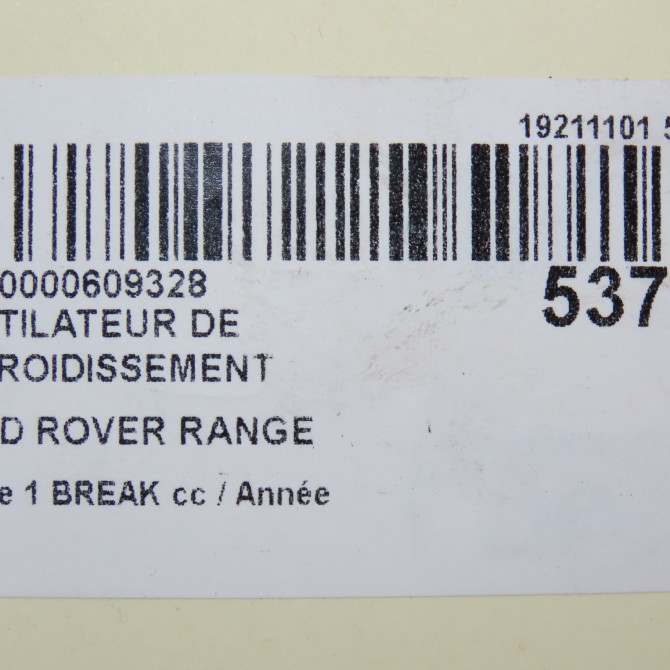 19211101 5
0000609328
537
TILATEUR DE
ROIDISSEMENT
D ROVER RANGE
e 1 BREAK cc / Année